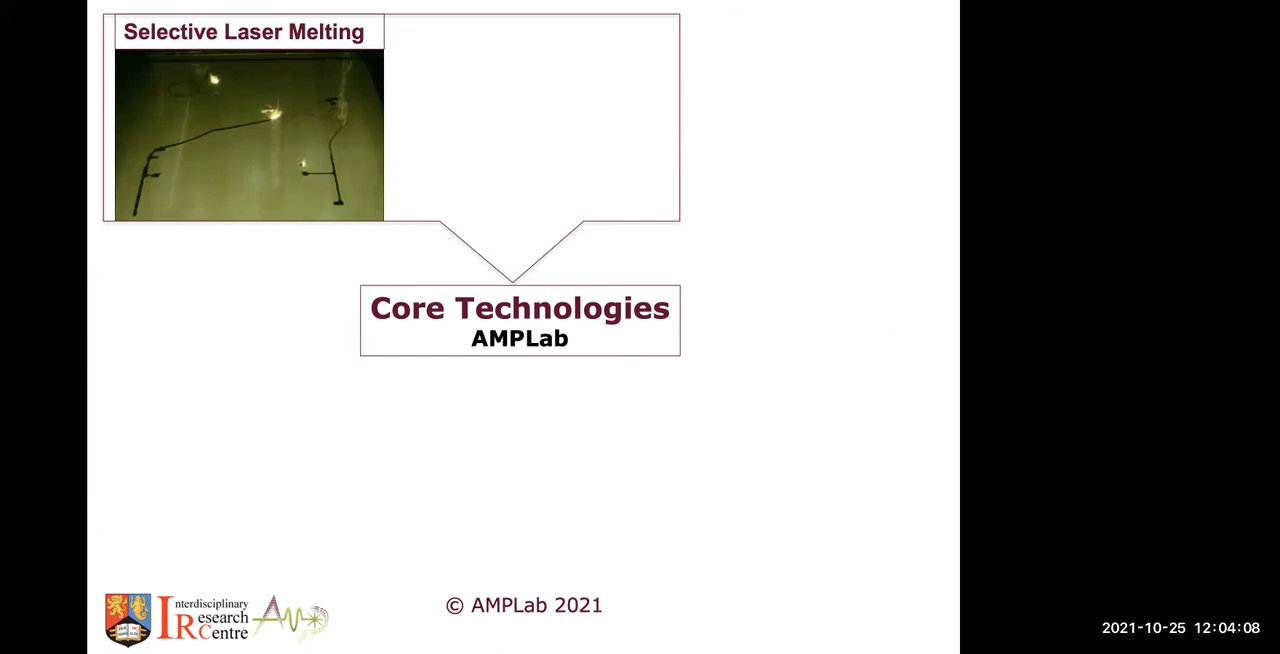 Selective Laser Melting
Core Technologies
AMPLab
Interdisciplinary
Research
Centre
© AMPLab 2021
2021-10-25 12:04:08